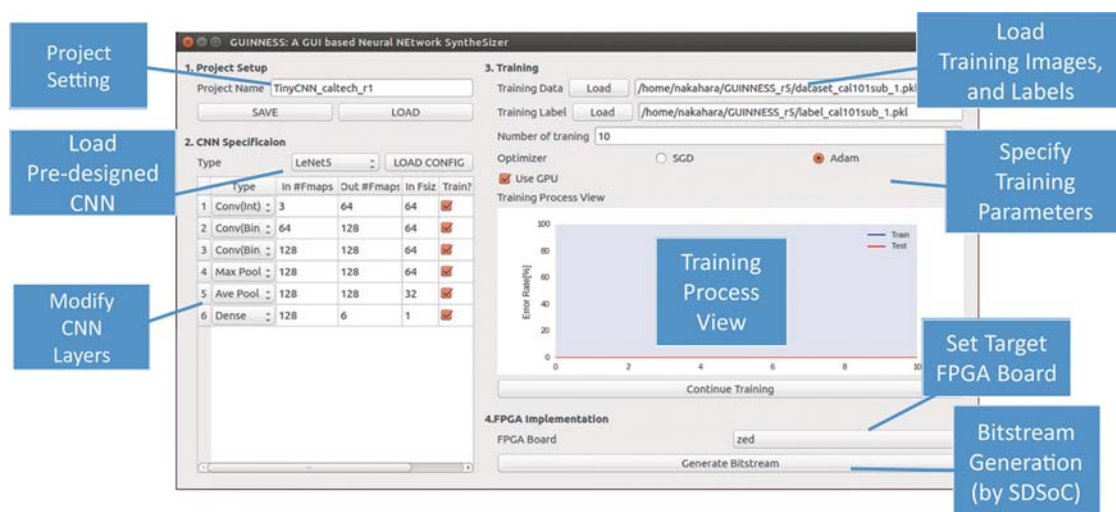 GUINNESS: A GUI based Neural NEtwork SyntheSizer
Project
Setting
1. Project Setup
Project Name TinyCNN_caltech_r1
SAVE LOAD
Load
Pre-designed
CNN
2. CNN Specificaion
Type LeNet5 LOAD CONFIG
Type In #Fmaps Out #Fmaps In Fsiz Train?
1 Conv(Int) 3 64 64
2 Conv(Bin 64 128 64
3 Conv(Bin 128 128 64
4 Max Pool 128 128 64
5 Ave Pool 128 128 32
6 Dense 128 6 1
Modify
CNN
Layers
3. Training
Training Data Load /home/nakahara/GUINNESS_r5/dataset_cal101sub_1.pkl
Training Label Load /home/nakahara/GUINNESS_r5/label_cal101sub_1.pkl
Number of traning 10
Optimizer SGD Adam
Use GPU
Training Process View
Load
Training Images,
and Labels
Specify
Training
Parameters
Error Rate[%]
100
80
60
40
20
0
0 2 4 6 8 10
Train
Test
Training
Process
View
Continue Training
Set Target
FPGA Board
4.FPGA Implementation
FPGA Board zed
Generate Bitstream
Bitstream
Generation
(by SDSoC)